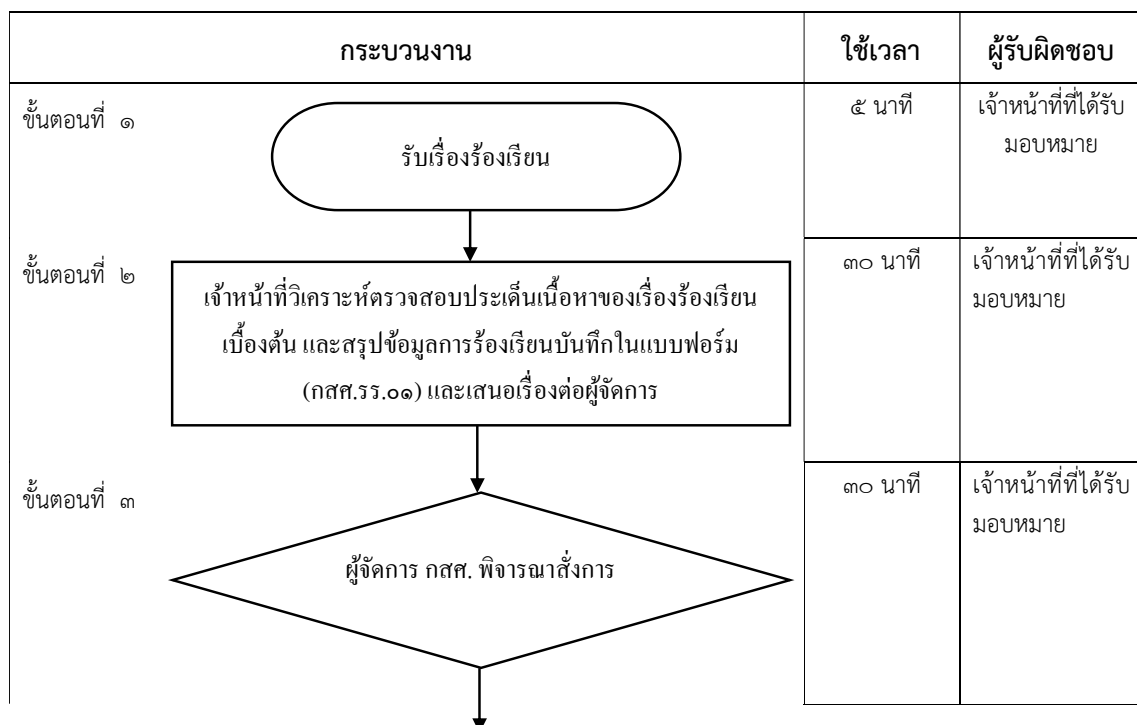 กระบวนงาน
ใช้เวลา
ผู้รับผิดชอบ
ขั้นตอนที่ ๑
รับเรื่องร้องเรียน
๕ นาที
เจ้าหน้าที่ที่ได้รับ
มอบหมาย
ขั้นตอนที่ ๒
เจ้าหน้าที่วิเคราะห์ตรวจสอบประเด็นเนื้อหาของเรื่องร้องเรียน
เบื้องต้น และสรุปข้อมูลการร้องเรียนบันทึกในแบบฟอร์ม
(กสศ.รร.๐๑) และเสนอเรื่องต่อผู้จัดการ
๓๐ นาที
เจ้าหน้าที่ที่ได้รับ
มอบหมาย
ขั้นตอนที่ ๓
ผู้จัดการ กสศ. พิจารณาสั่งการ
๓๐ นาที
เจ้าหน้าที่ที่ได้รับ
มอบหมาย